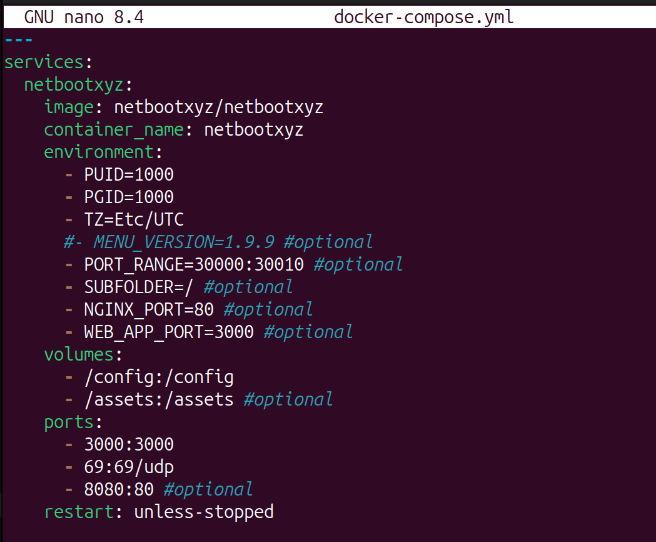 GNU nano 8.4 docker-compose.yml
---
services:
  netbootxyz:
    image: netbootxyz/netbootxyz
    container_name: netbootxyz
    environment:
      - PUID=1000
      - PGID=1000
      - TZ=Etc/UTC
      #- MENU_VERSION=1.9.9 #optional
      - PORT_RANGE=30000:30010 #optional
      - SUBFOLDER=/ #optional
      - NGINX_PORT=80 #optional
      - WEB_APP_PORT=3000 #optional
    volumes:
      - /config:/config
      - /assets:/assets #optional
    ports:
      - 3000:3000
      - 69:69/udp
      - 8080:80 #optional
    restart: unless-stopped